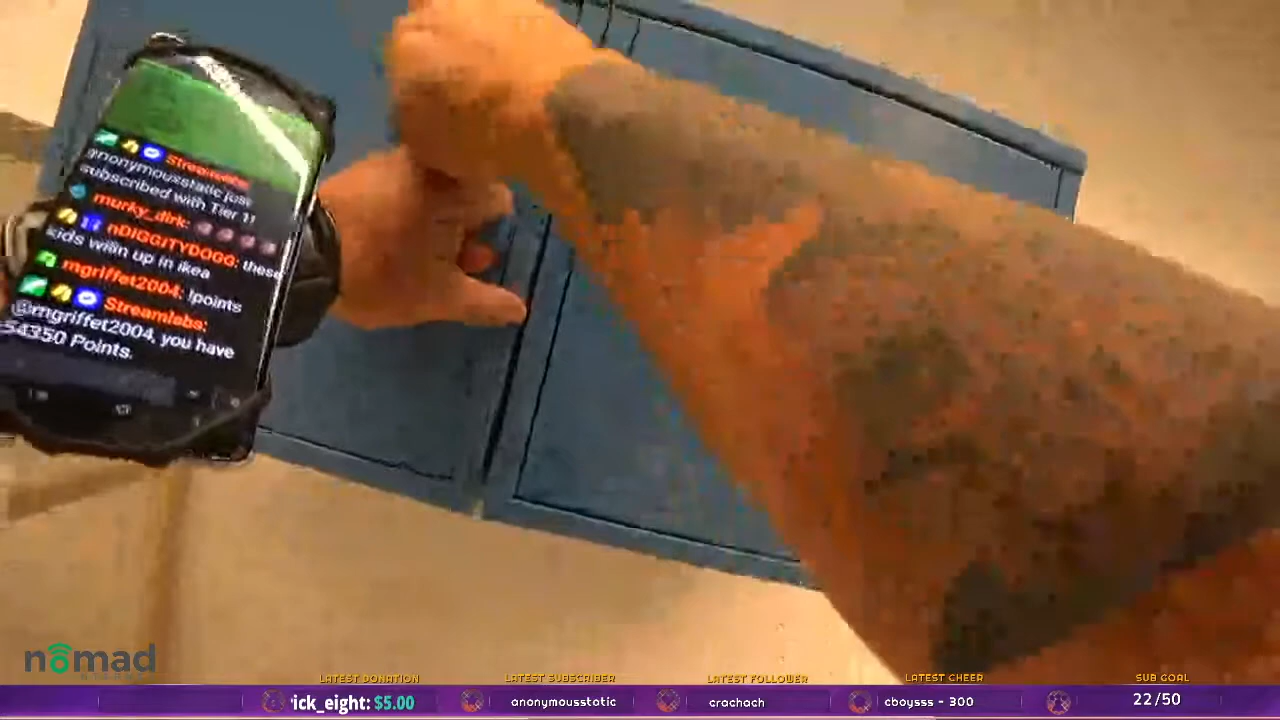 Streamlabs
anonymousstatic just
subscribed with Tier 1!
murky_dirk:
nDIGGITYDOGG: these
kids wilin up in ikea
mgriffet2004: !points
Streamlabs:
@mgriffet2004, you have
54350 Points.
nomad
LATEST DONATION
rick_eight: $5.00
LATEST SUBSCRIBER
anonymousstotic
LATEST FOLLOWER
crachach
LATEST CHEER
cboysss - 300
SUB GOAL
22/50